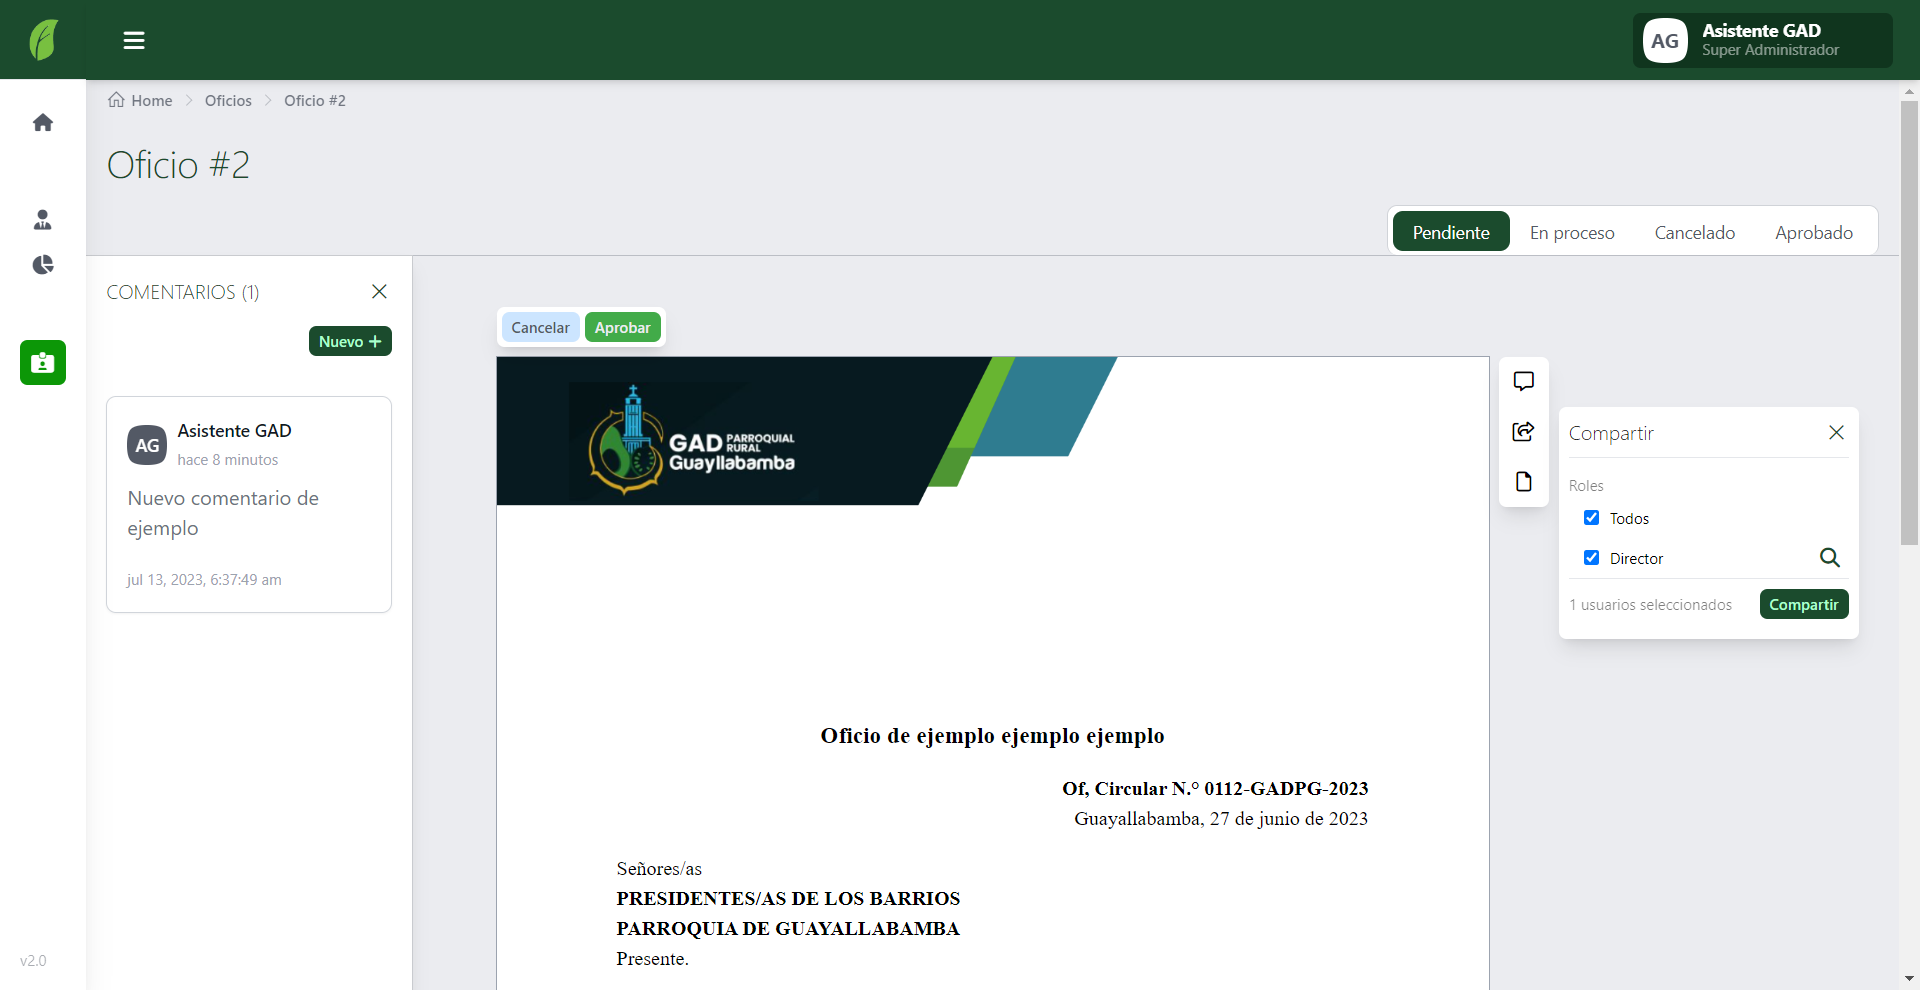 AG
Asistente GAD
Super Administrador
Home
Oficios
Oficio #2
Oficio #2
Pendiente
En proceso
Cancelado
Aprobado
COMENTARIOS (1)
Nuevo +
AG
Asistente GAD
hace 8 minutos
Nuevo comentario de
ejemplo
jul 13, 2023, 6:37:49 am
Cancelar
Aprobar
GAD PARROQUIAL
RURAL
Guayllabamba
Compartir
Roles
Todos
Director
1 usuarios seleccionados
Compartir
Oficio de ejemplo ejemplo ejemplo
Of, Circular N.° 0112-GADPG-2023
Guayallabamba, 27 de junio de 2023
Señores/as
PRESIDENTES/AS DE LOS BARRIOS
PARROQUIA DE GUAYALLABAMBA
Presente.
v2.0